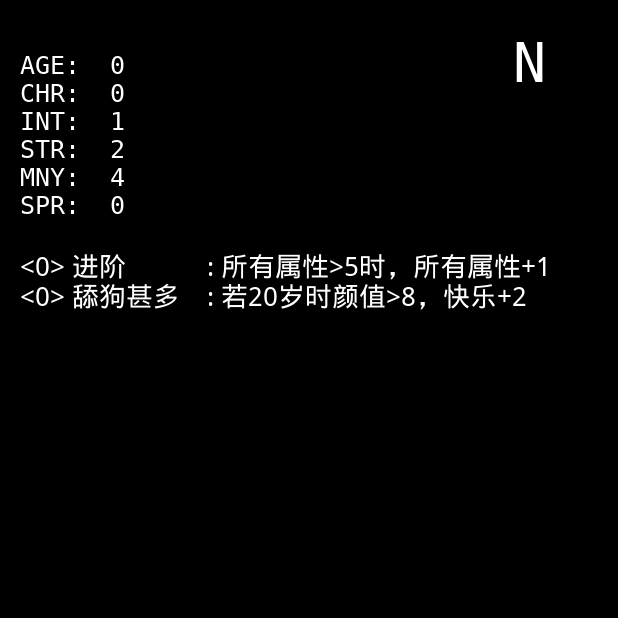 N
AGE: 0
CHR: 0
INT: 1
STR: 2
MNY: 4
SPR: 0
<0> 进阶 : 所有属性>5时，所有属性+1
<0> 舔狗甚多 : 若20岁时颜值>8，快乐+2